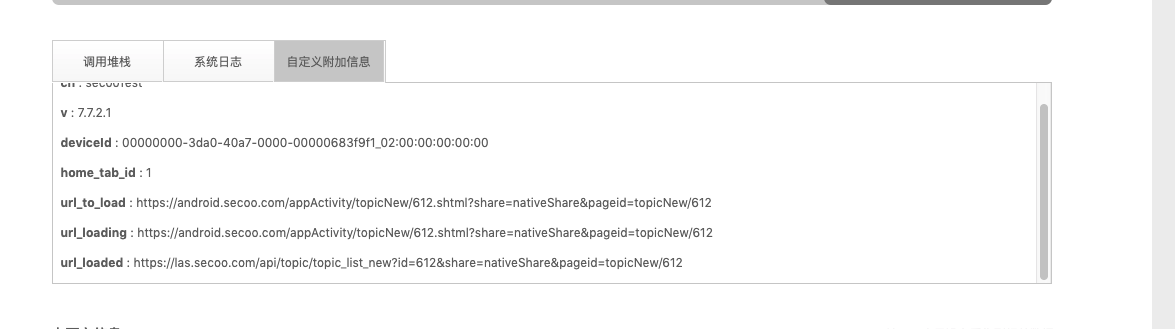 调用堆栈
系统日志
自定义附加信息
cn : secooTest
v : 7.7.2.1
deviceId : 00000000-3da0-40a7-0000-00000683f9f1_02:00:00:00:00:00
home_tab_id : 1
url_to_load : https://android.secoo.com/appActivity/topicNew/612.shtml?share=nativeShare&pageid=topicNew/612
url_loading : https://android.secoo.com/appActivity/topicNew/612.shtml?share=nativeShare&pageid=topicNew/612
url_loaded : https://las.secoo.com/api/topic/topic_list_new?id=612&share=nativeShare&pageid=topicNew/612